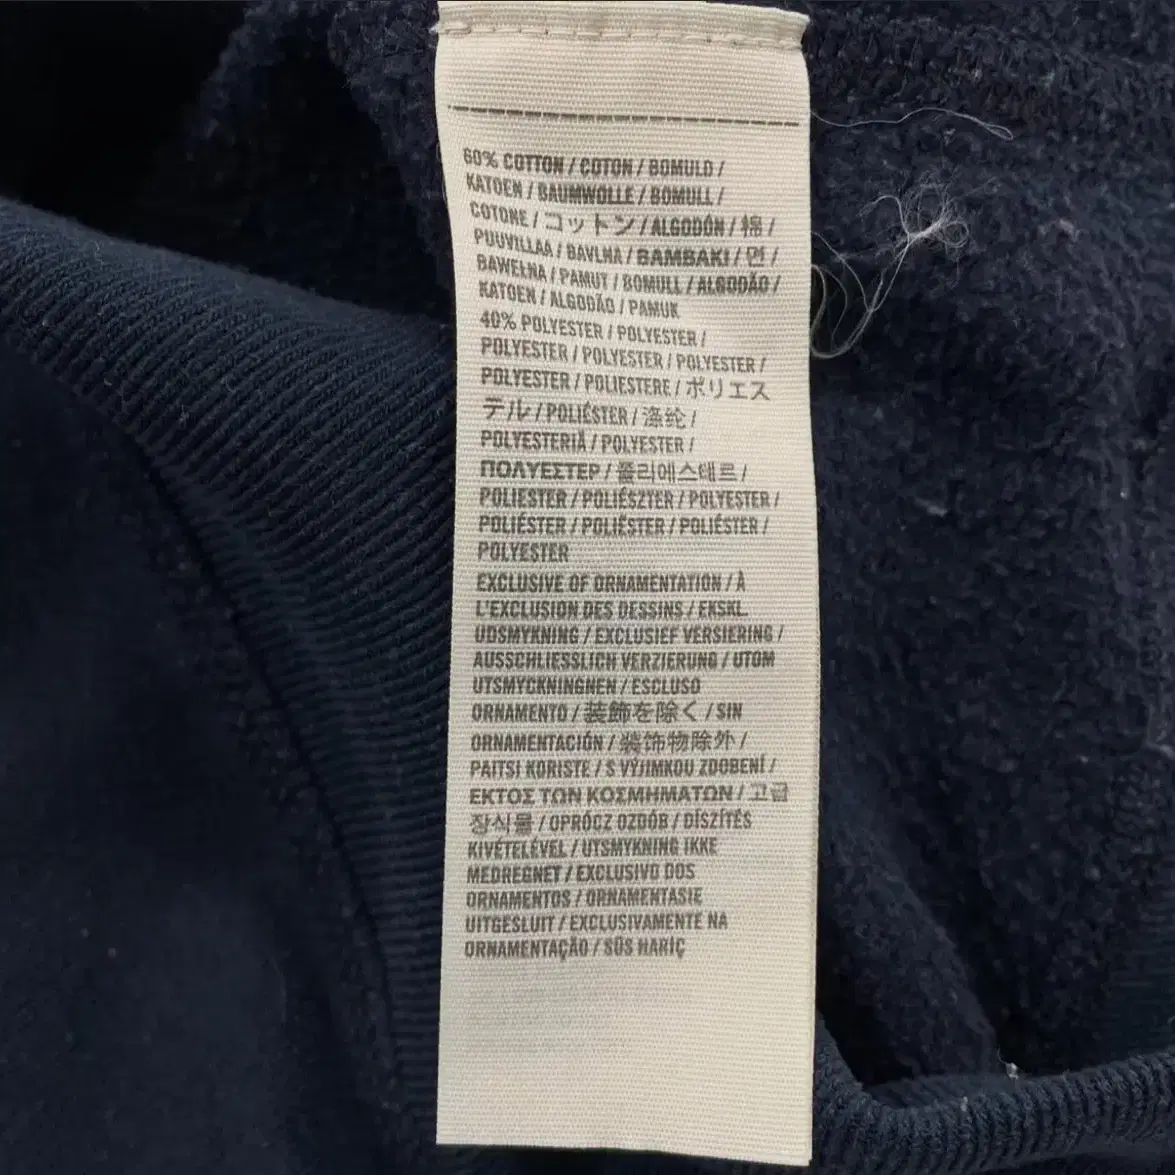 60% COTTON / COTON / BOMULD /
KATOEN / BAUMWOLLE / BOMULL /
COTONE / コットン / ALGODÓN / 棉 /
PUUVILLAA / BAVLNA / BAMBAKI / 면 /
BAWEŁNA / PAMUT / BOMULL / ALGODÃO /
KATOEN / ALGODÃO / PAMUK
40% POLYESTER / POLYESTER /
POLYESTER / POLYESTER / POLYESTER /
POLYESTER / POLIESTERE / ポリエス
テル / POLIÉSTER / 涤纶 /
POLYESTERIÄ / POLYESTER /
ΠΟΛΥΕΣΤΕΡ / 폴리에스테르 /
POLIESTER / POLIÉSZTER / POLYESTER /
POLIÉSTER / POLIËSTER / POLIÉSTER /
POLYESTER
EXCLUSIVE OF ORNAMENTATION / À
L'EXCLUSION DES DESSINS / EKSKL.
UDSMYKNING / EXCLUSIEF VERSIERING /
AUSSCHLIESSLICH VERZIERUNG / UTOM
UTSMYCKNINGNEN / ESCLUSO
ORNAMENTO / 装飾を除く / SIN
ORNAMENTACIÓN / 装饰物除外 /
PAITSI KORISTE / S VÝJIMKOU ZDOBENÍ /
ΕΚΤΟΣ ΤΩΝ ΚΟΣΜΗΜΑΤΩΝ / 고급
장식물 / OPRÓCZ OZDÓB / DÍSZÍTÉS
KIVÉTELÉVEL / UTSMYKNING IKKE
MEDREGNET / EXCLUSIVO DOS
ORNAMENTOS / ORNAMENTASIE
UITGESLUIT / EXCLUSIVAMENTE NA
ORNAMENTAÇÃO / SÜS HARİÇ